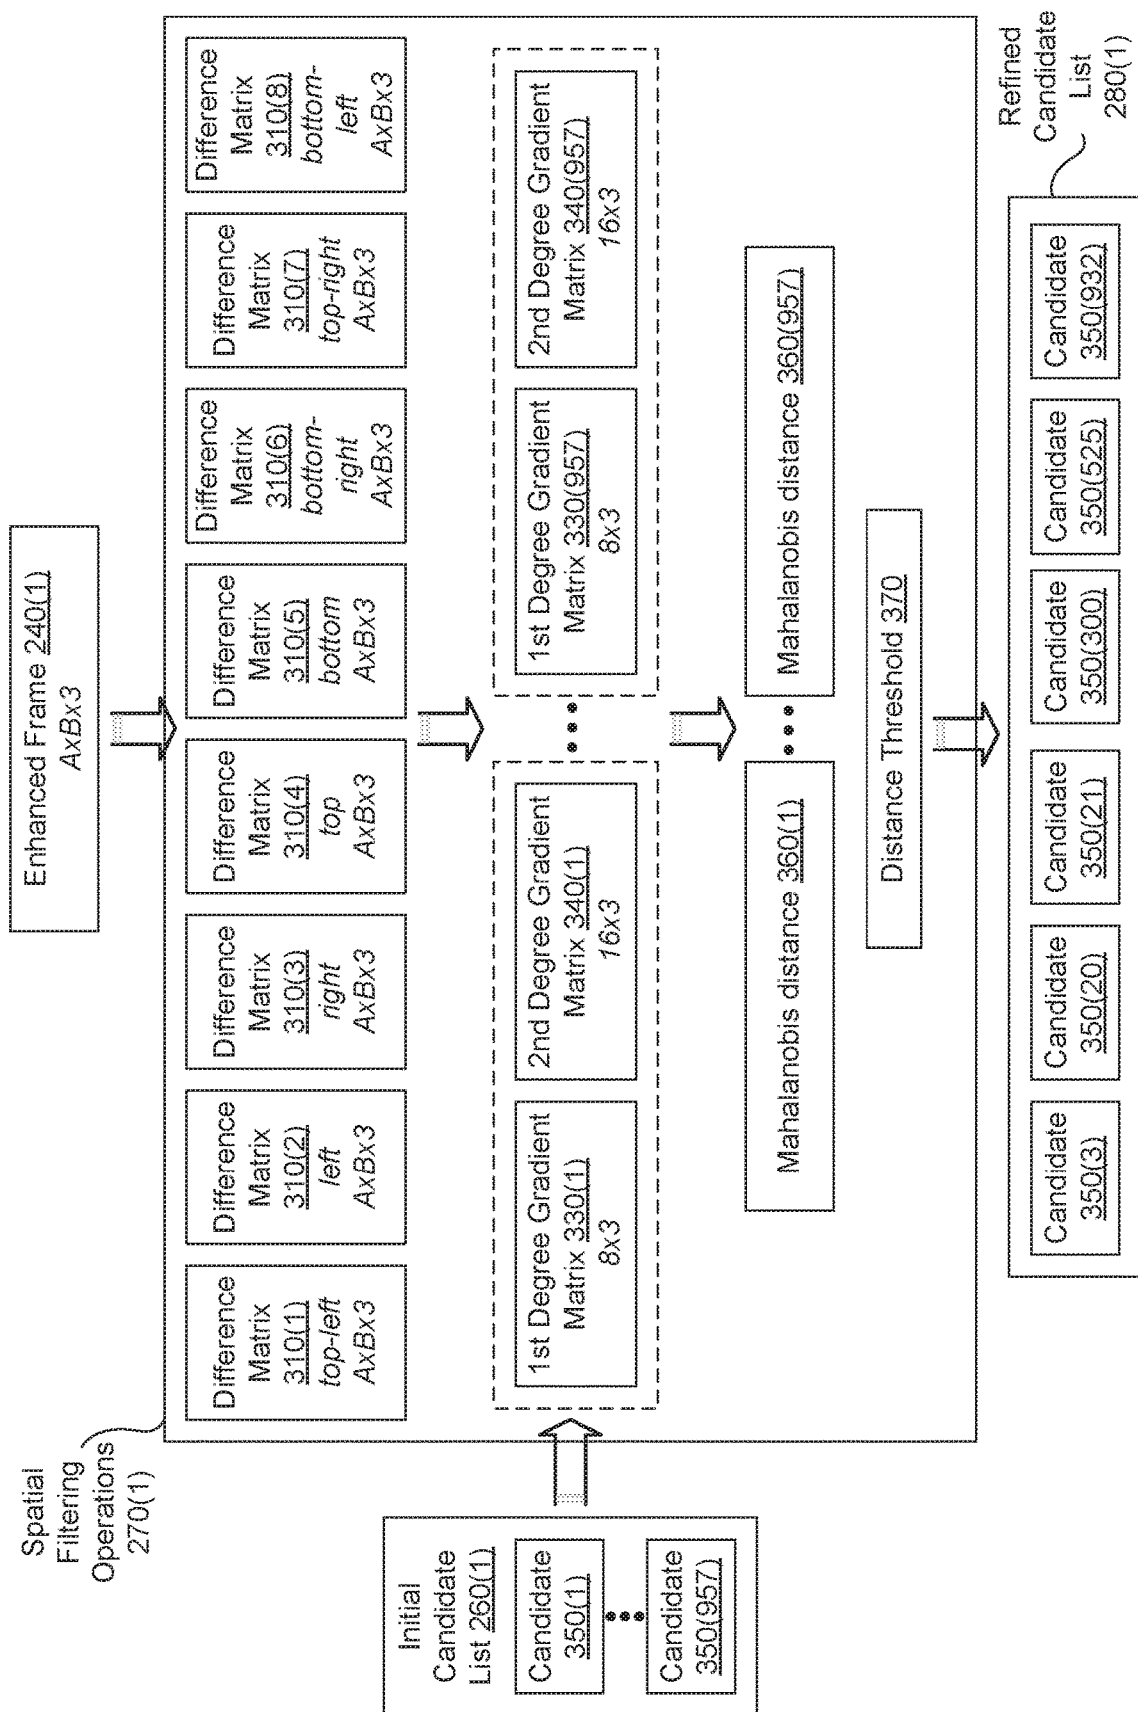 Enhanced Frame 240(1)
AxBx3
Spatial
Filtering
Operations
270(1)
Difference
Matrix
310(1)
top-left
AxBx3
Difference
Matrix
310(2)
left
AxBx3
Difference
Matrix
310(3)
right
AxBx3
Difference
Matrix
310(4)
top
AxBx3
Difference
Matrix
310(5)
bottom
AxBx3
Difference
Matrix
310(6)
bottom-
right
AxBx3
Difference
Matrix
310(7)
top-right
AxBx3
Difference
Matrix
310(8)
bottom-
left
AxBx3
Initial
Candidate
List 260(1)
Candidate
350(1)
Candidate
350(957)
1st Degree Gradient
Matrix 330(1)
8x3
2nd Degree Gradient
Matrix 340(1)
16x3
1st Degree Gradient
Matrix 330(957)
8x3
2nd Degree Gradient
Matrix 340(957)
16x3
Mahalanobis distance 360(1)
Mahalanobis distance 360(957)
Distance Threshold 370
Refined
Candidate
List
280(1)
Candidate
350(3)
Candidate
350(20)
Candidate
350(21)
Candidate
350(300)
Candidate
350(525)
Candidate
350(932)